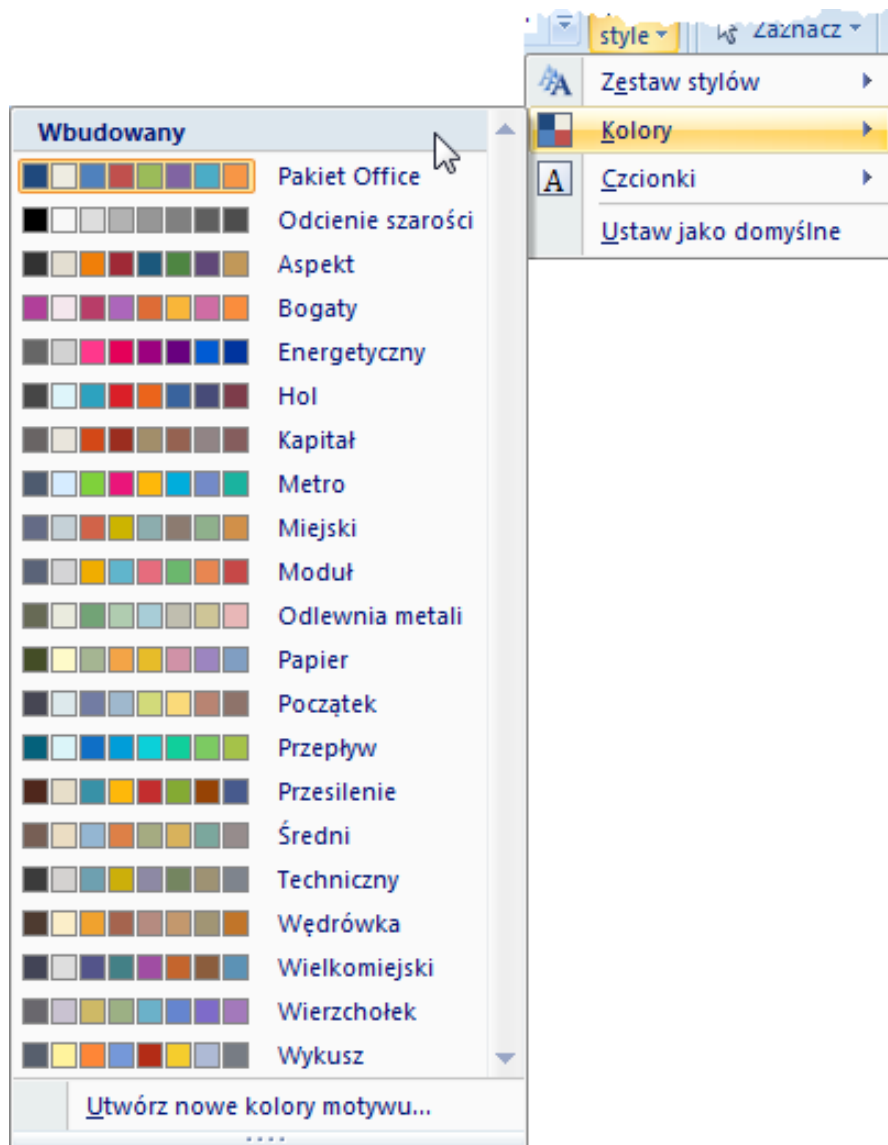 style
Zaznacz
Zestaw stylów
Kolory
Czcionki
A
Ustaw jako domyślne
Wbudowany
Pakiet Office
Odcienie szarości
Aspekt
Bogaty
Energetyczny
Hol
Kapitał
Metro
Miejski
Moduł
Odlewnia metali
Papier
Początek
Przepływ
Przesilenie
Średni
Techniczny
Wędrówka
Wielkomiejski
Wierzchołek
Wykusz
Utwórz nowe kolory motywu...